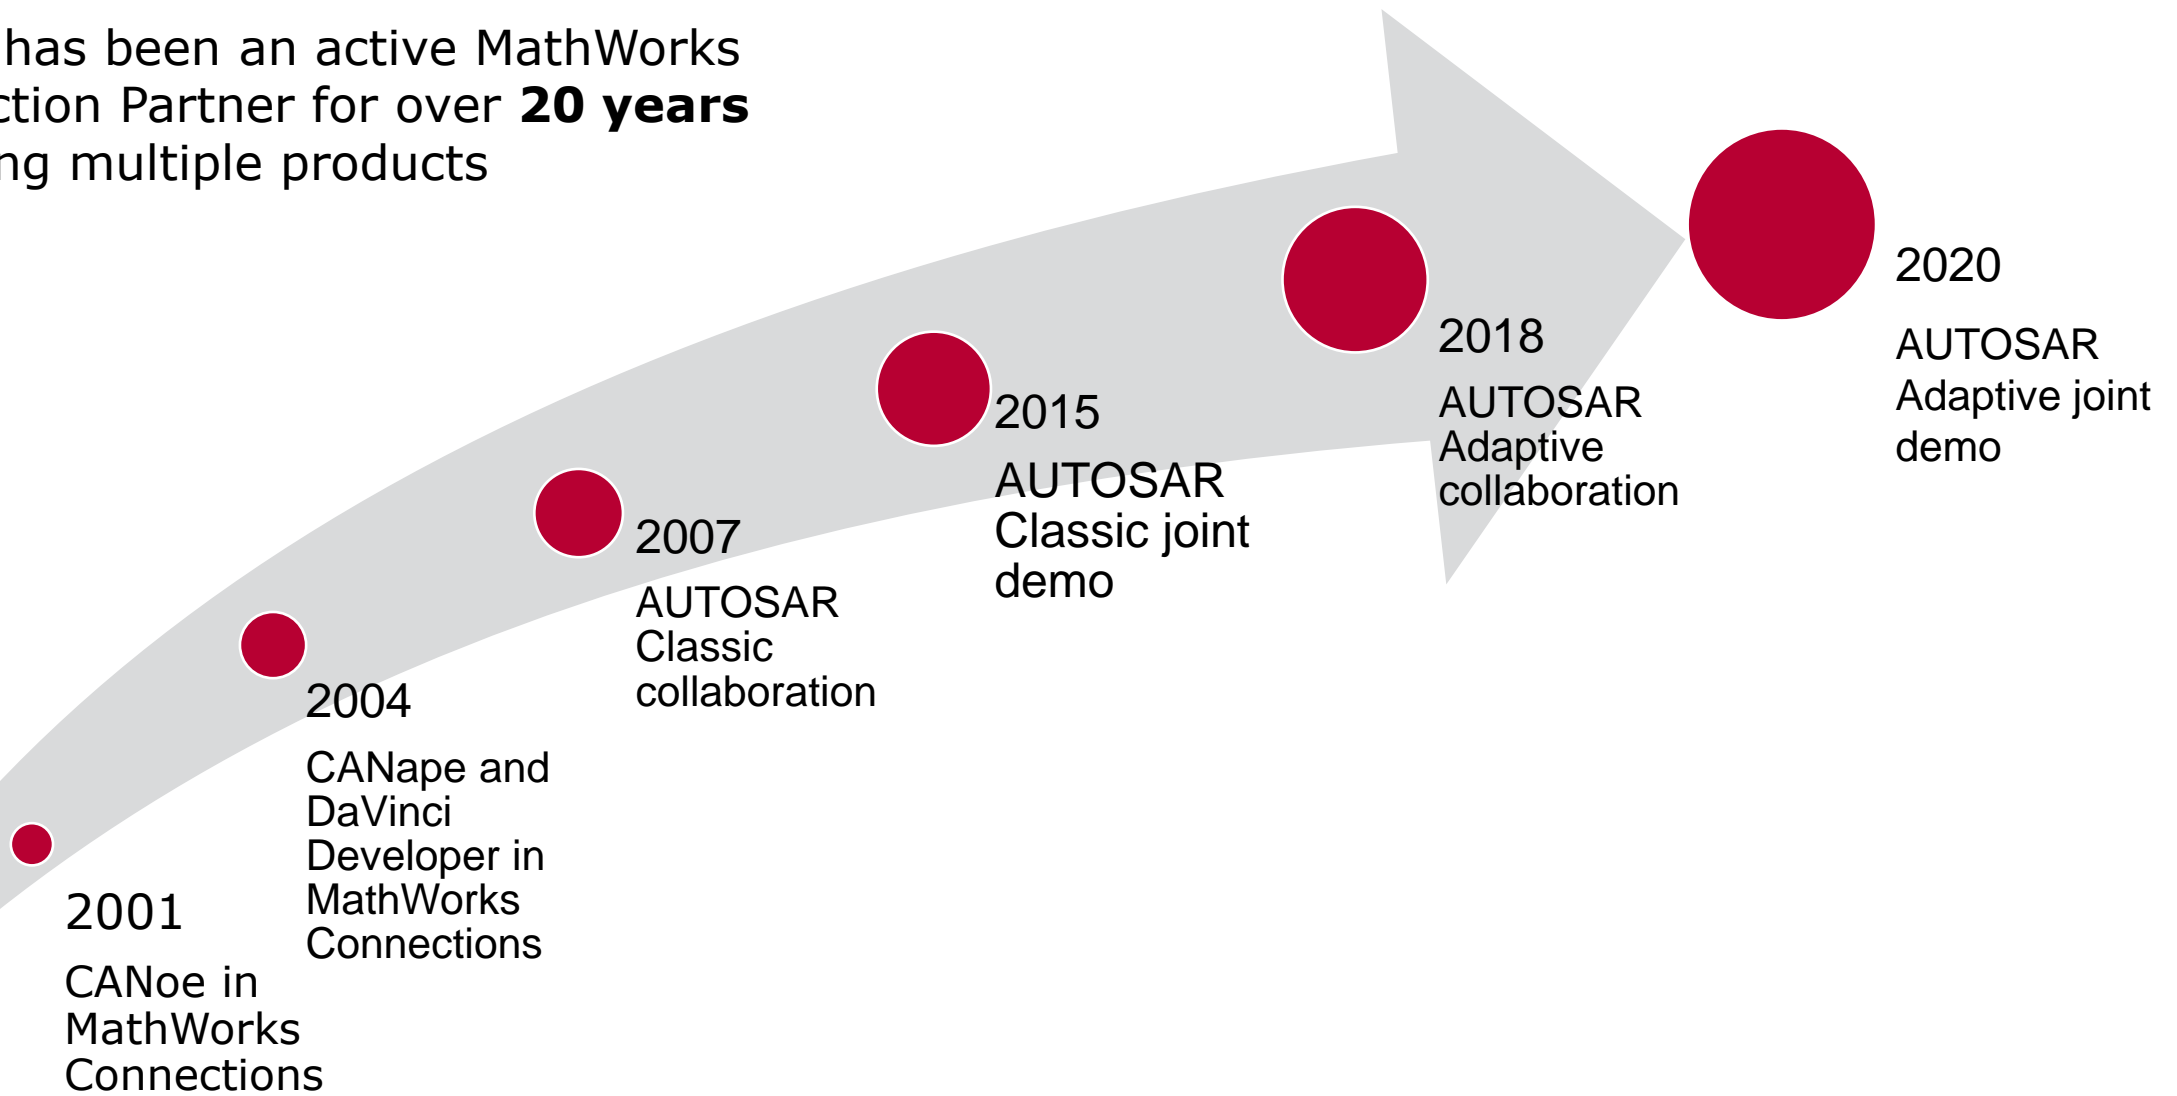 has been an active MathWorks
ction Partner for over 20 years
ng multiple products
2001
CANoe in
MathWorks
Connections
2004
CANape and
DaVinci
Developer in
MathWorks
Connections
2007
AUTOSAR
Classic
collaboration
2015
AUTOSAR
Classic joint
demo
2018
AUTOSAR
Adaptive
collaboration
2020
AUTOSAR
Adaptive joint
demo